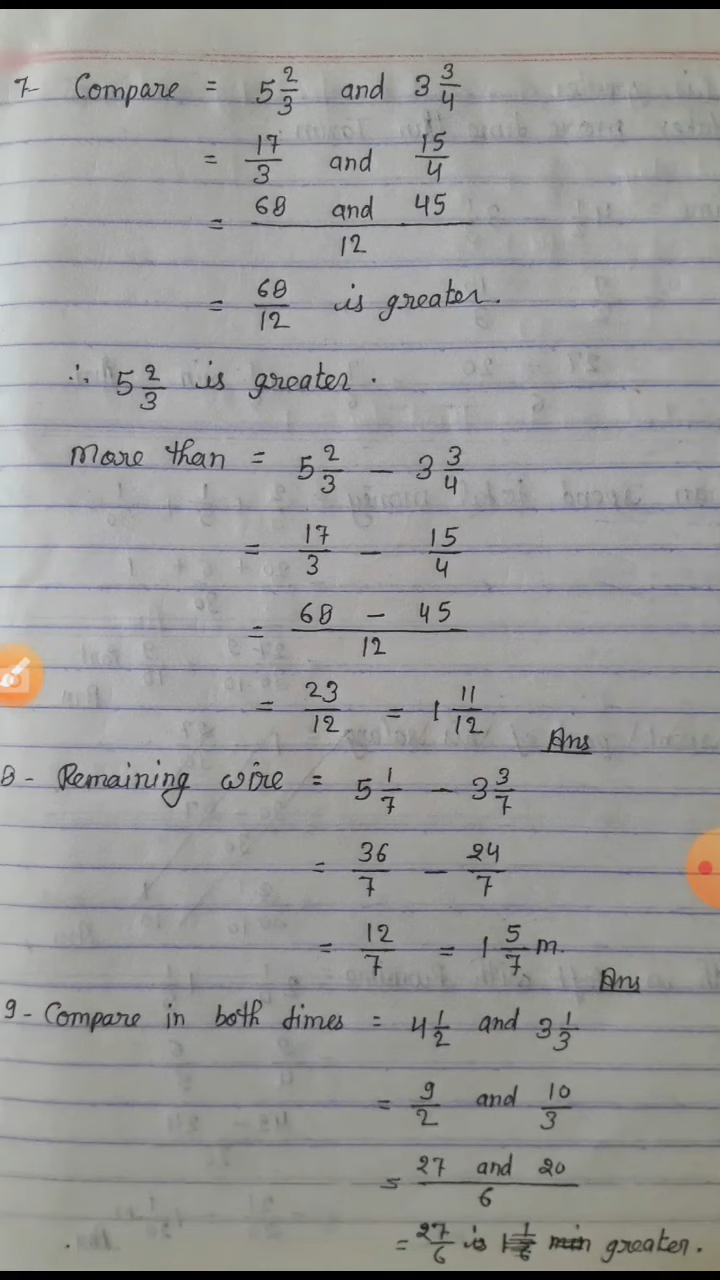 7- Compare = 5 2/3 and 3 3/4
= 17/3 and 15/4
= 68 and 45 / 12
= 68/12 is greater.
∴ 5 2/3 is greater.
More than = 5 2/3 - 3 3/4
= 17/3 - 15/4
= 68 - 45 / 12
= 23/12 = 1 11/12 Ans
8- Remaining wire = 5 1/7 - 3 3/7
= 36/7 - 24/7
= 12/7 = 1 5/7 m. Ans
9- Compare in both times = 4 1/2 and 3 1/3
= 9/2 and 10/3
= 27 and 20 / 6
= 27/6 is greater.